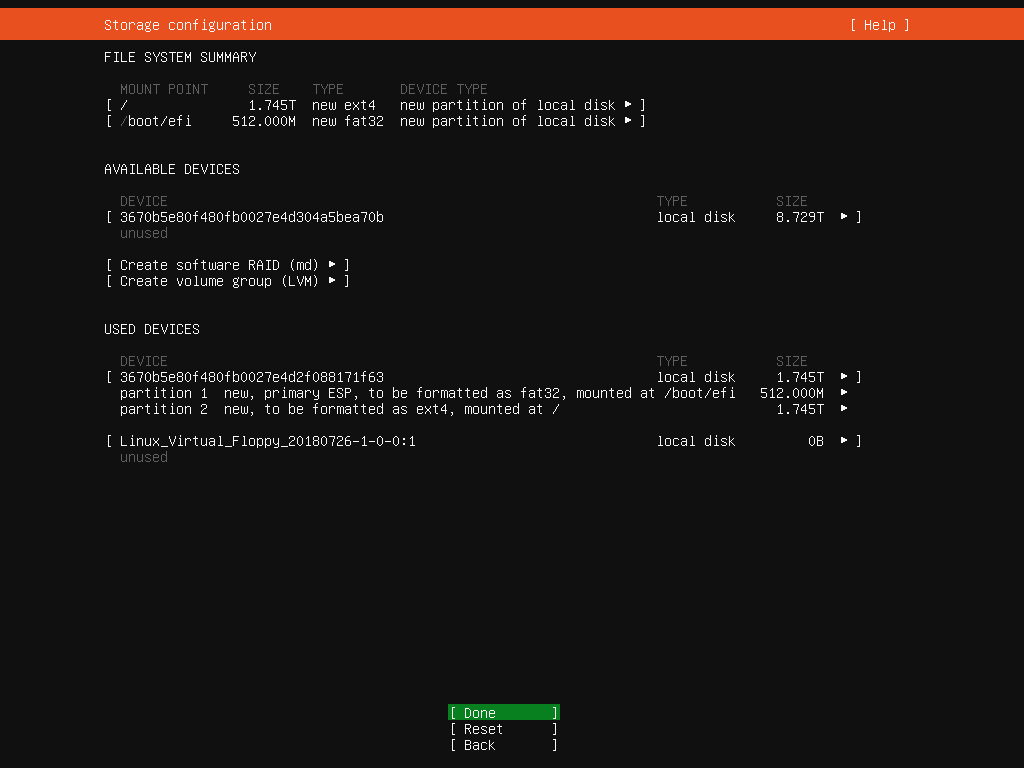 Storage configuration [ Help ]
FILE SYSTEM SUMMARY
MOUNT POINT SIZE TYPE DEVICE TYPE
[ / 1.745T new ext4 new partition of local disk ▸ ]
[ /boot/efi 512.000M new fat32 new partition of local disk ▸ ]
AVAILABLE DEVICES
DEVICE TYPE SIZE
[ 3670b5e80f480fb0027e4d304a5bea70b local disk 8.729T ▸ ]
unused
[ Create software RAID (md) ▸ ]
[ Create volume group (LVM) ▸ ]
USED DEVICES
DEVICE TYPE SIZE
[ 3670b5e80f480fb0027e4d2f088171f63 local disk 1.745T ▸ ]
partition 1 new, primary ESP, to be formatted as fat32, mounted at /boot/efi 512.000M ▸
partition 2 new, to be formatted as ext4, mounted at / 1.745T ▸
[ Linux_Virtual_Floppy_20180726-1-0-0:1 local disk 0B ▸ ]
unused
[ Done ]
[ Reset ]
[ Back ]